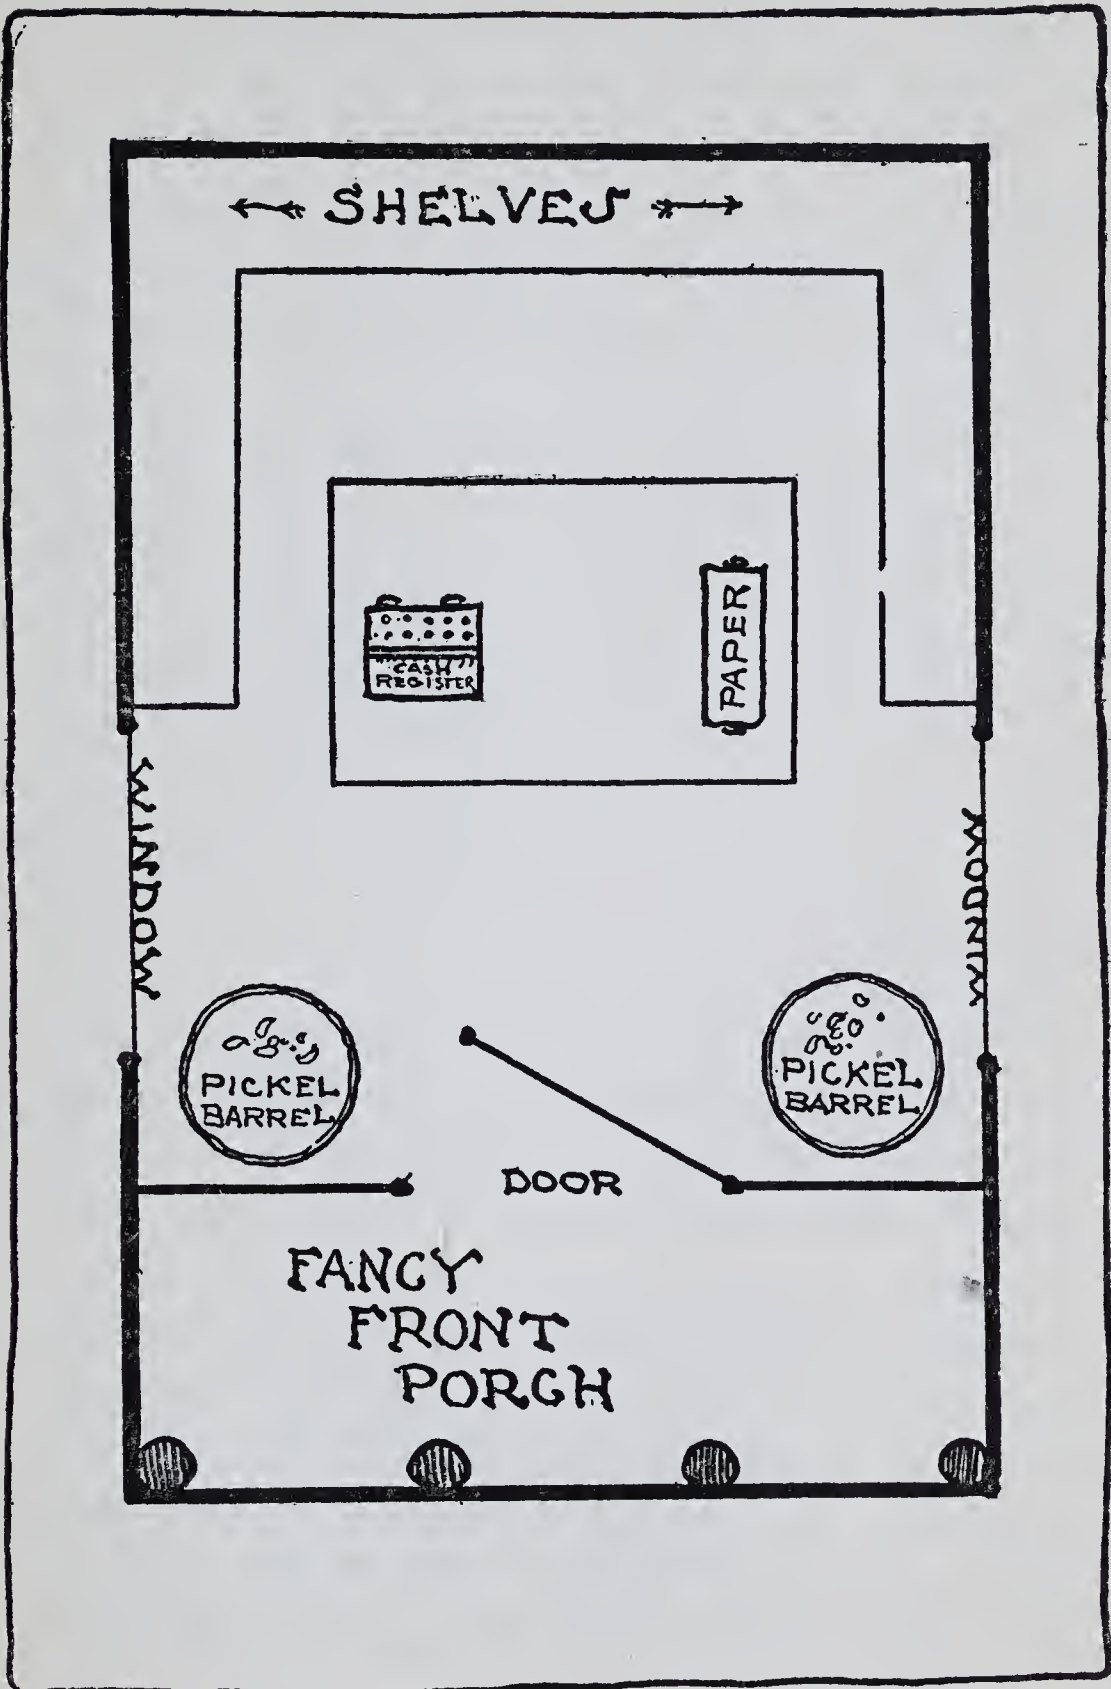 SHELVES
CASH
REGISTER
PAPER
WINDOW
WINDOW
PICKEL
BARREL
PICKEL
BARREL
DOOR
FANCY
FRONT
PORCH